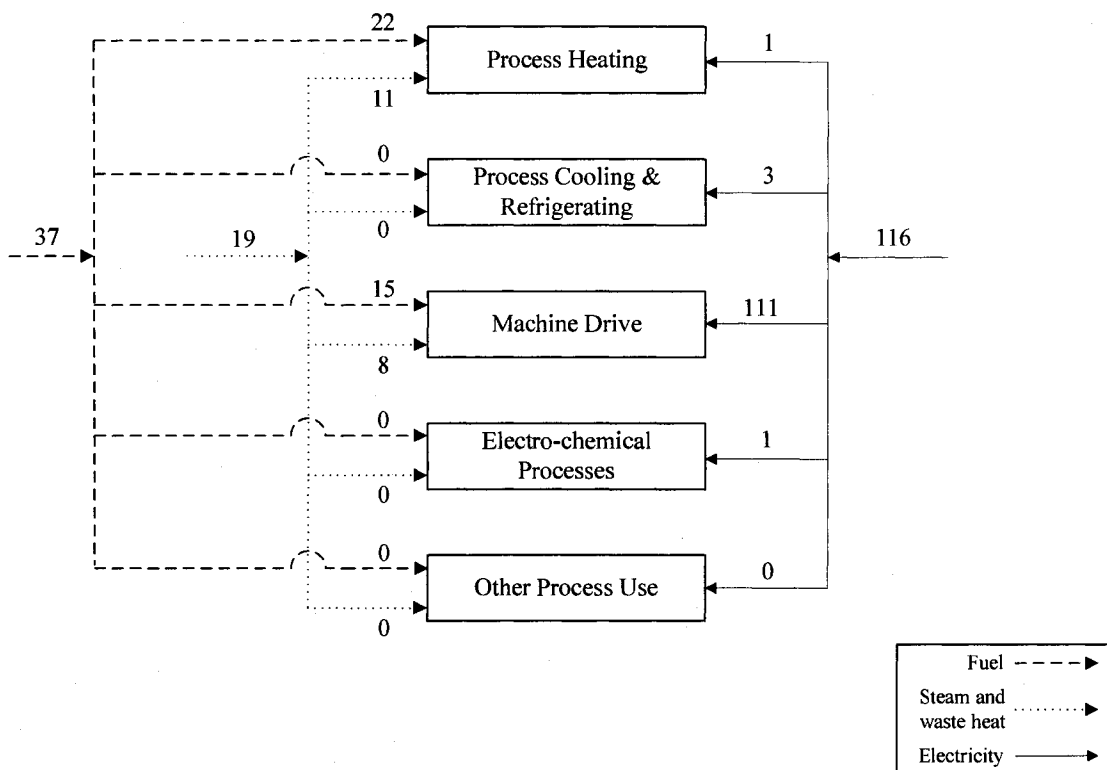 22
Process Heating
1
11
0
Process Cooling &
Refrigerating
3
0
37
19
116
15
Machine Drive
111
8
0
Electro-chemical
Processes
1
0
0
Other Process Use
0
0
Fuel
Steam and
waste heat
Electricity